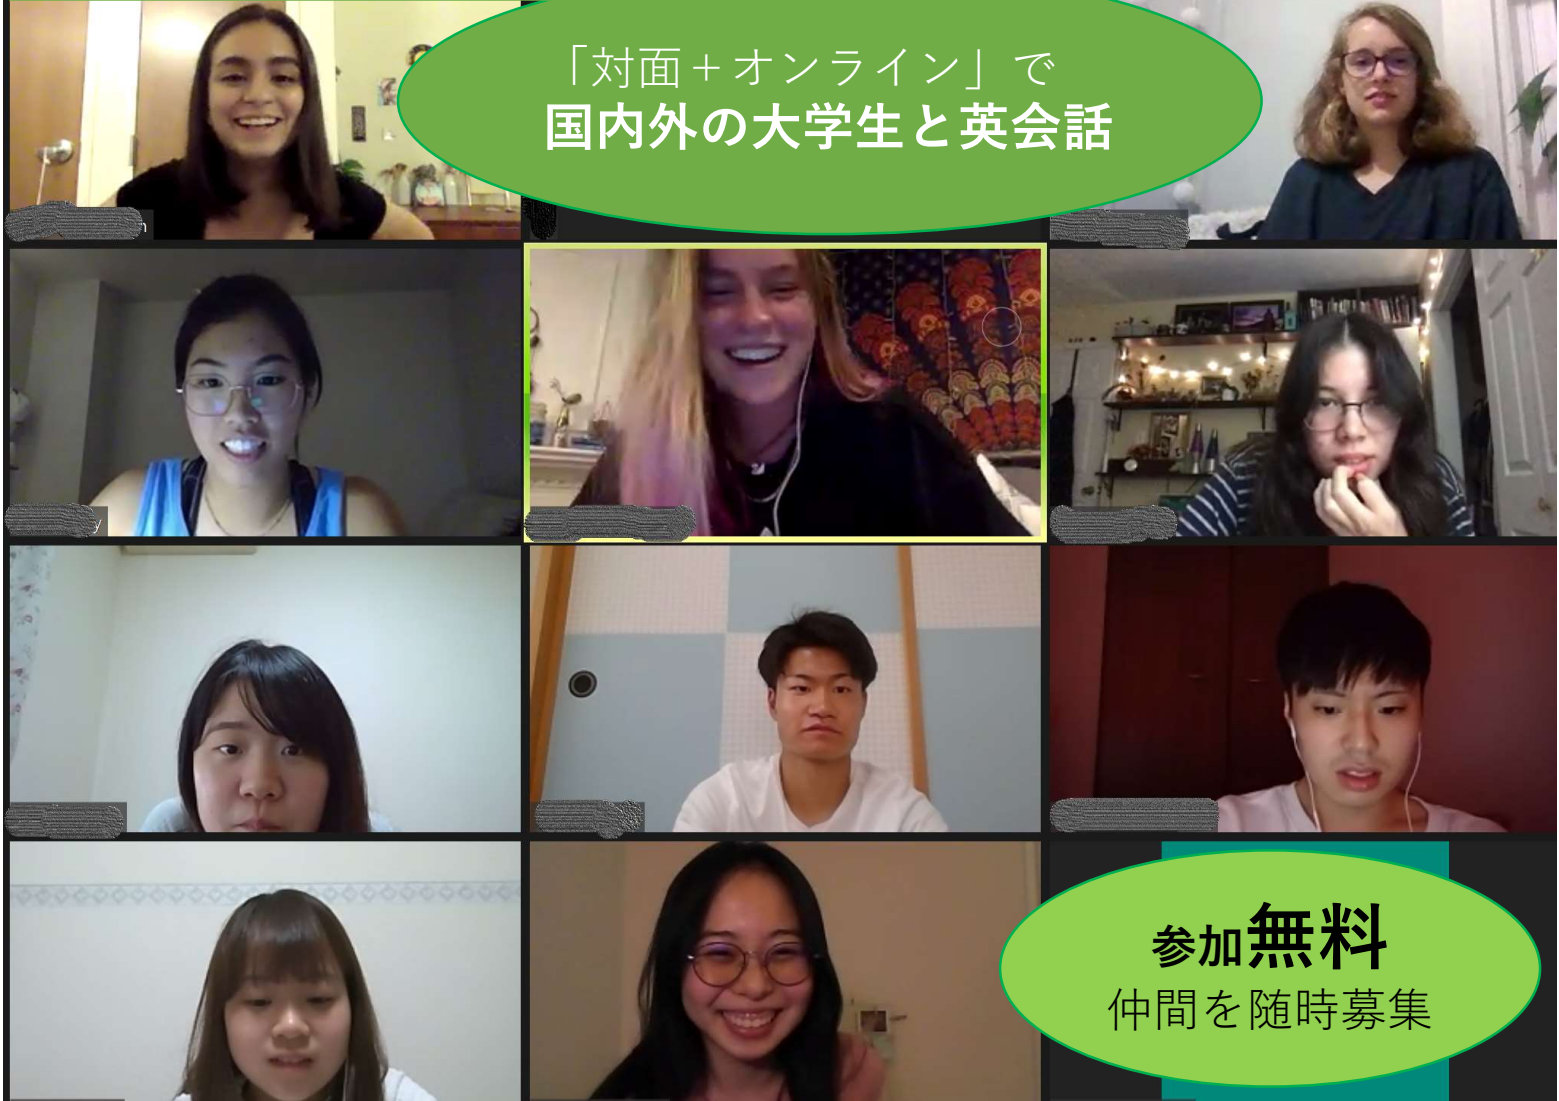 「対面＋オンライン」で
国内外の大学生と英会話
参加無料
仲間を随時募集